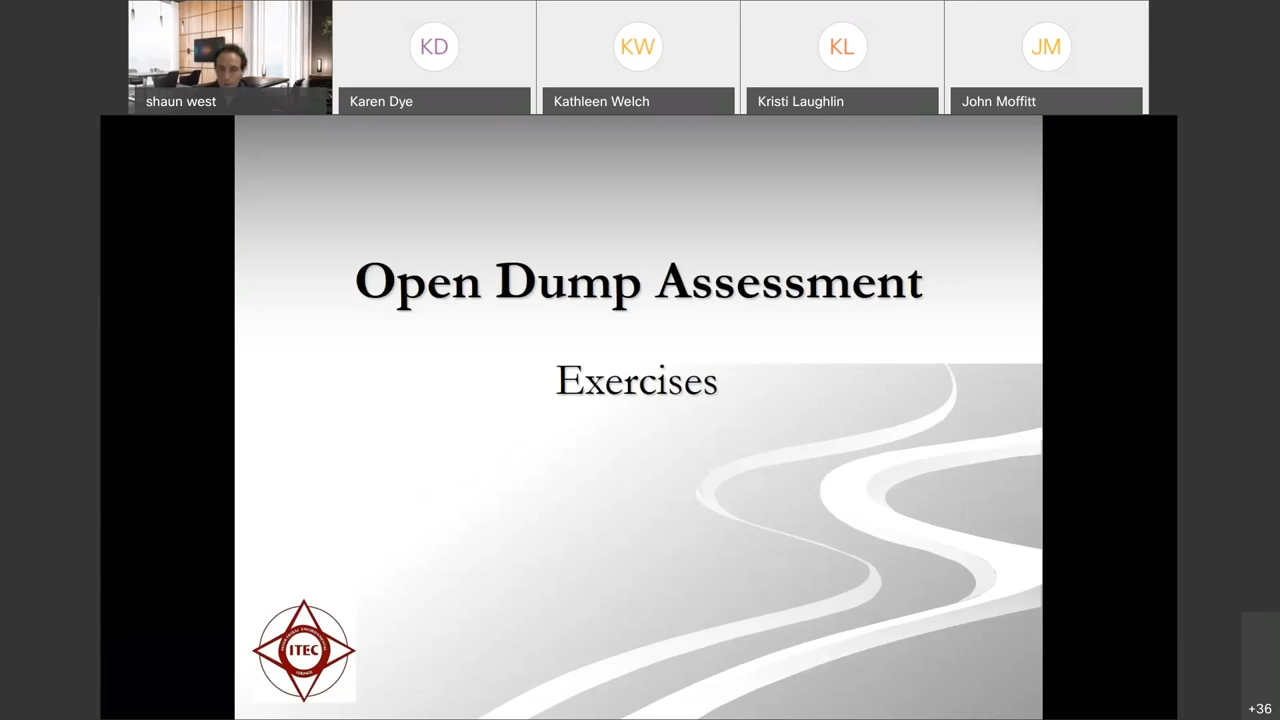 KD
KW
KL
JM
shaun west
Karen Dye
Kathleen Welch
Kristi Laughlin
John Moffitt
Open Dump Assessment
Exercises
ITEC
+36